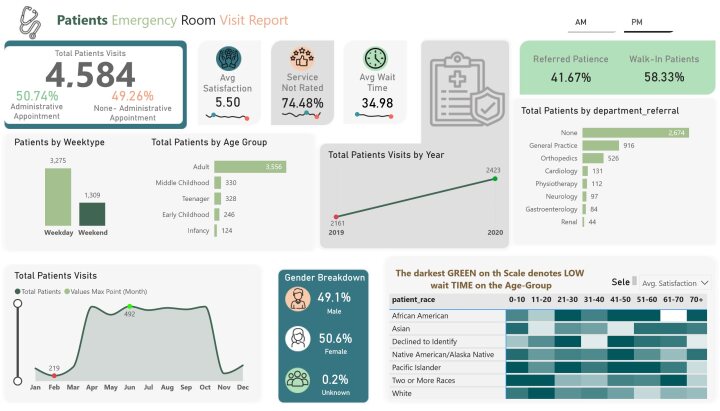 Patients Emergency Room Visit Report
AM PM
Total Patients Visits
4,584
50.74% 49.26%
Administrative Appointment
None- Administrative Appointment
Avg Satisfaction
5.50
Service Not Rated
74.48%
Avg Wait Time
34.98
Referred Patience
41.67%
Walk-In Patients
58.33%
Patients by Weektype
3,275
1,309
Weekday Weekend
Total Patients by Age Group
Adult 3,556
Middle Childhood 330
Teenager 328
Early Childhood 246
Infancy 124
Total Patients Visits by Year
2423
2161
2019 2020
Total Patients by department_referral
None 2,674
General Practice 916
Orthopedics 526
Cardiology 131
Physiotherapy 112
Neurology 97
Gastroenterology 84
Renal 44
Total Patients Visits
Total Patients Values Max Point (Month)
492
219
Jan Feb Mar Apr May Jun Jul Aug Sep Oct Nov Dec
Gender Breakdown
49.1%
Male
50.6%
Female
0.2%
Unknown
The darkest GREEN on th Scale denotes LOW
wait TIME on the Age-Group
Sele
Avg. Satisfaction
patient_race 0-10 11-20 21-30 31-40 41-50 51-60 61-70 70+
African American
Asian
Declined to Identify
Native American/Alaska Native
Pacific Islander
Two or More Races
White